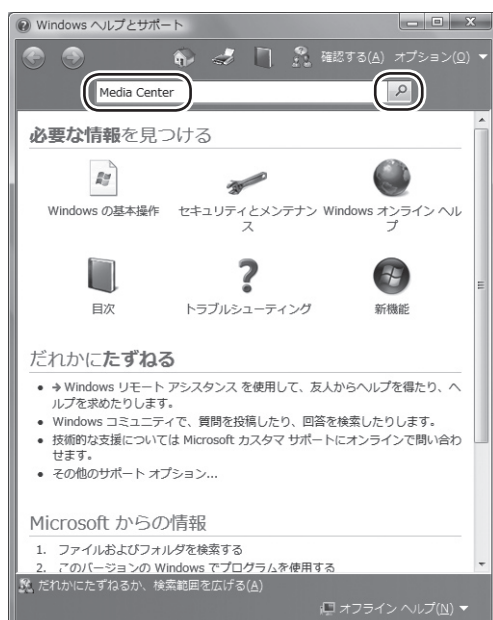 Windows ヘルプとサポート
確認する(A) オプション(O)
Media Center
必要な情報を見つける
Windows の基本操作
セキュリティとメンテナンス
Windows オンライン ヘルプ
目次
トラブルシューティング
新機能
だれかにたずねる
• → Windows リモート アシスタンス を使用して、友人からヘルプを得たり、ヘ
ルプを求めたりします。
• Windows コミュニティで、質問を投稿したり、回答を検索したりします。
• 技術的な支援については Microsoft カスタマ サポートにオンラインで問い合わ
せます。
• その他のサポート オプション...
Microsoft からの情報
1. ファイルおよびフォルダを検索する
2. このバージョンの Windows でプログラムを使用する
だれかにたずねるか、検索範囲を広げる(A)
オフライン ヘルプ(N)